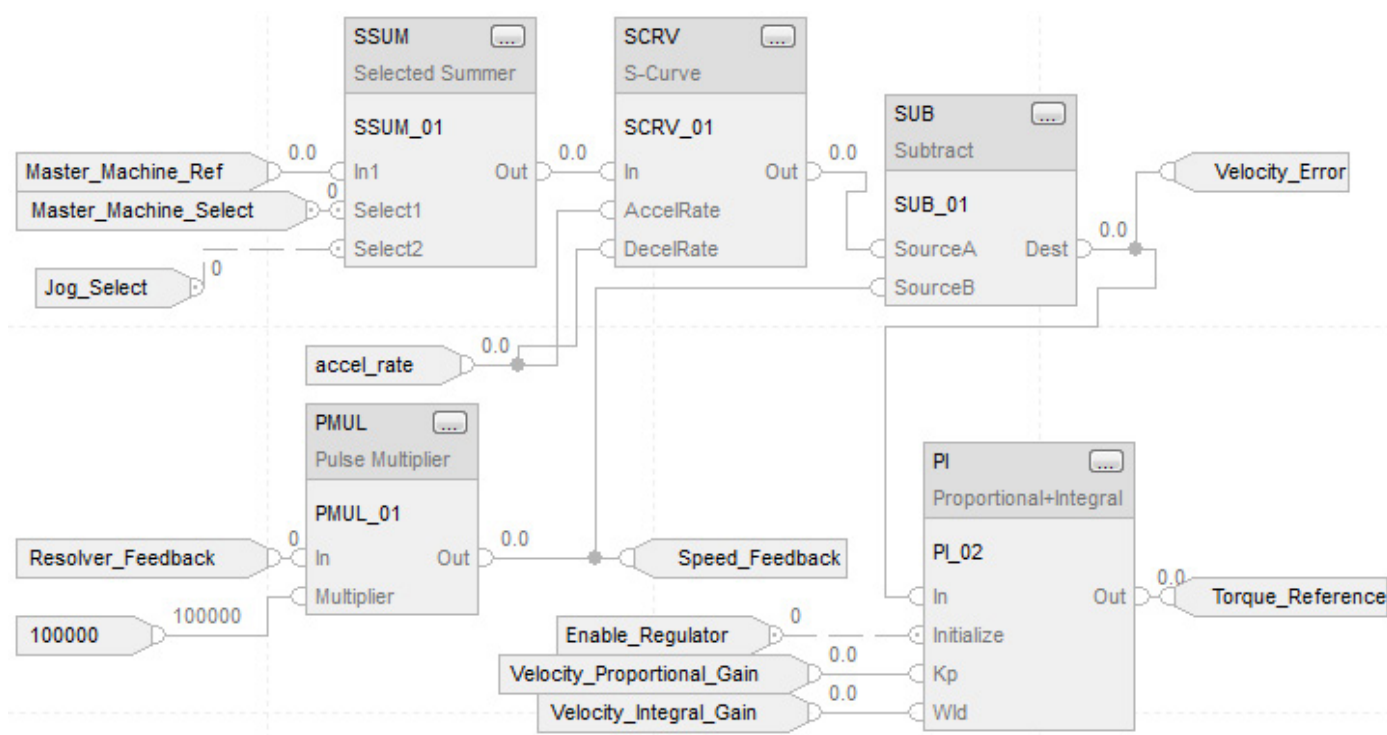 SSUM ...
Selected Summer
SSUM_01
In1 Out
Select1
Select2
SCRV ...
S-Curve
SCRV_01
In Out
AccelRate
DecelRate
SUB ...
Subtract
SUB_01
SourceA Dest
SourceB
Master_Machine_Ref 0.0
Master_Machine_Select 0
Jog_Select 0
0.0
0.0
0.0
Velocity_Error
accel_rate 0.0
PMUL ...
Pulse Multiplier
PMUL_01
In Out
Multiplier
Resolver_Feedback 0
100000 100000
0.0
Speed_Feedback
PI ...
Proportional+Integral
PI_02
In Out
Initialize
Kp
Wld
Enable_Regulator 0
Velocity_Proportional_Gain 0.0
Velocity_Integral_Gain 0.0
0.0
Torque_Reference